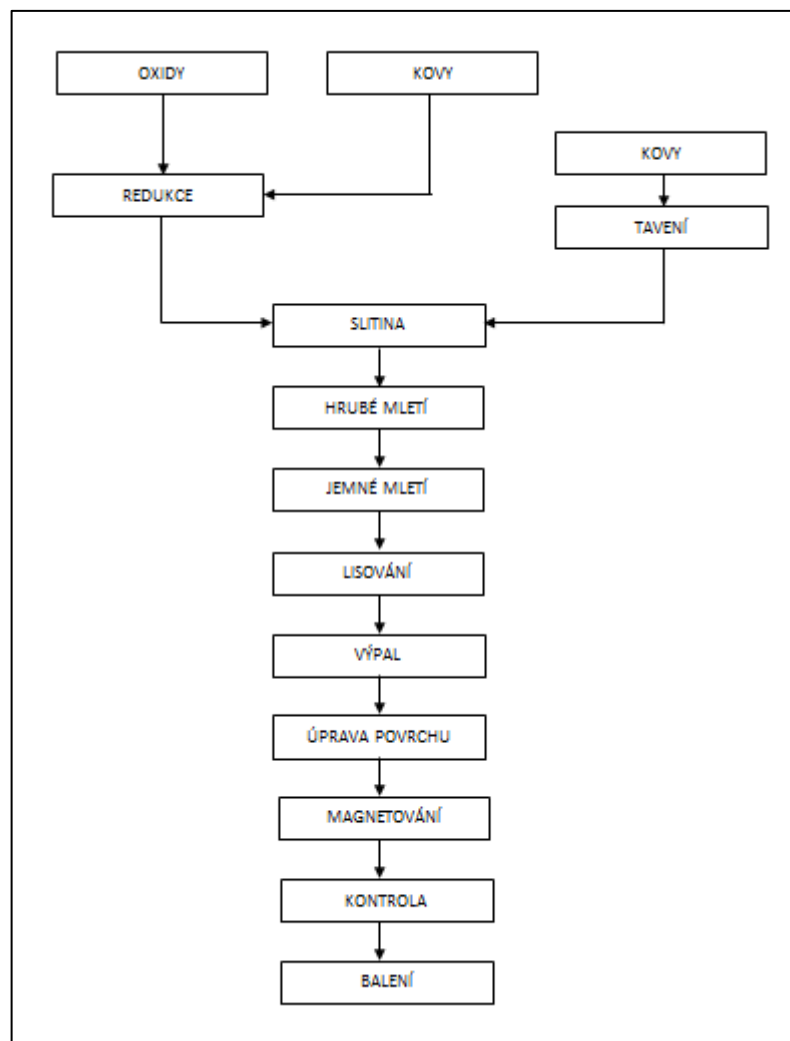 OXIDY
KOVY
KOVY
REDUKCE
TAVENÍ
SLITINA
HRUBÉ MLETÍ
JEMNÉ MLETÍ
LISOVÁNÍ
VÝPAL
ÚPRAVA POVRCHU
MAGNETOVÁNÍ
KONTROLA
BALENÍ